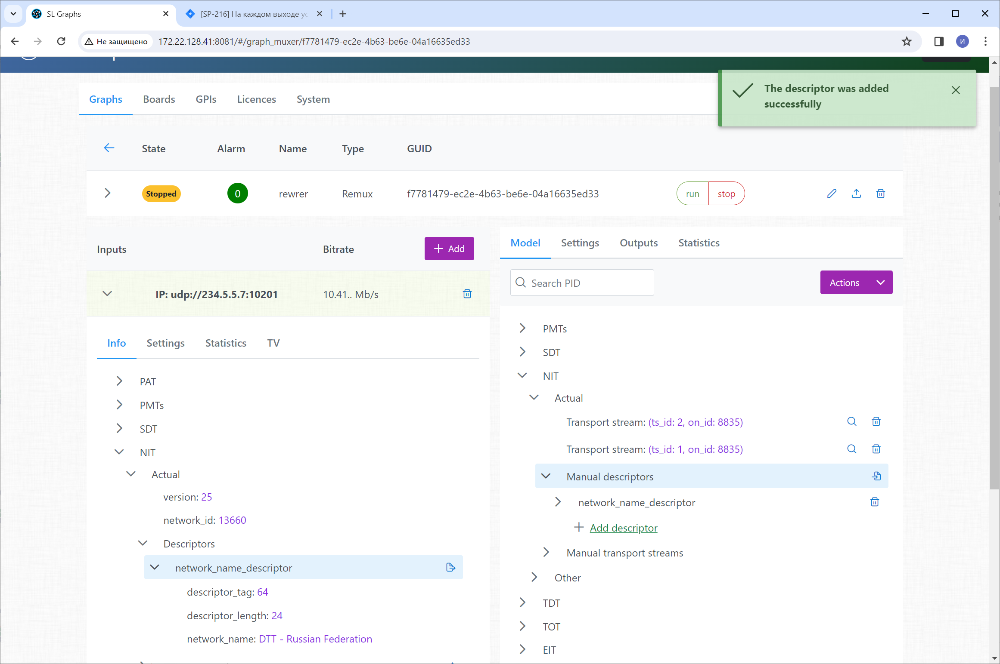 SL Graphs
[SP-216] На каждом выходе ус
Не защищено
172.22.128.41:8081/#/graph_muxer/f7781479-ec2e-4b63-be6e-04a16635ed33
И
The descriptor was added
successfully
Graphs Boards GPIs Licences System
State Alarm Name Type GUID
Stopped 0 rewrer Remux f7781479-ec2e-4b63-be6e-04a16635ed33 run stop
Inputs Bitrate + Add
IP: udp://234.5.5.7:10201 10.41.. Mb/s
Info Settings Statistics TV
PAT
PMTs
SDT
NIT
Actual
version: 25
network_id: 13660
Descriptors
network_name_descriptor
descriptor_tag: 64
descriptor_length: 24
network_name: DTT - Russian Federation
Model Settings Outputs Statistics
Search PID
Actions
PMTs
SDT
NIT
Actual
Transport stream: (ts_id: 2, on_id: 8835)
Transport stream: (ts_id: 1, on_id: 8835)
Manual descriptors
network_name_descriptor
+ Add descriptor
Manual transport streams
Other
TDT
TOT
EIT